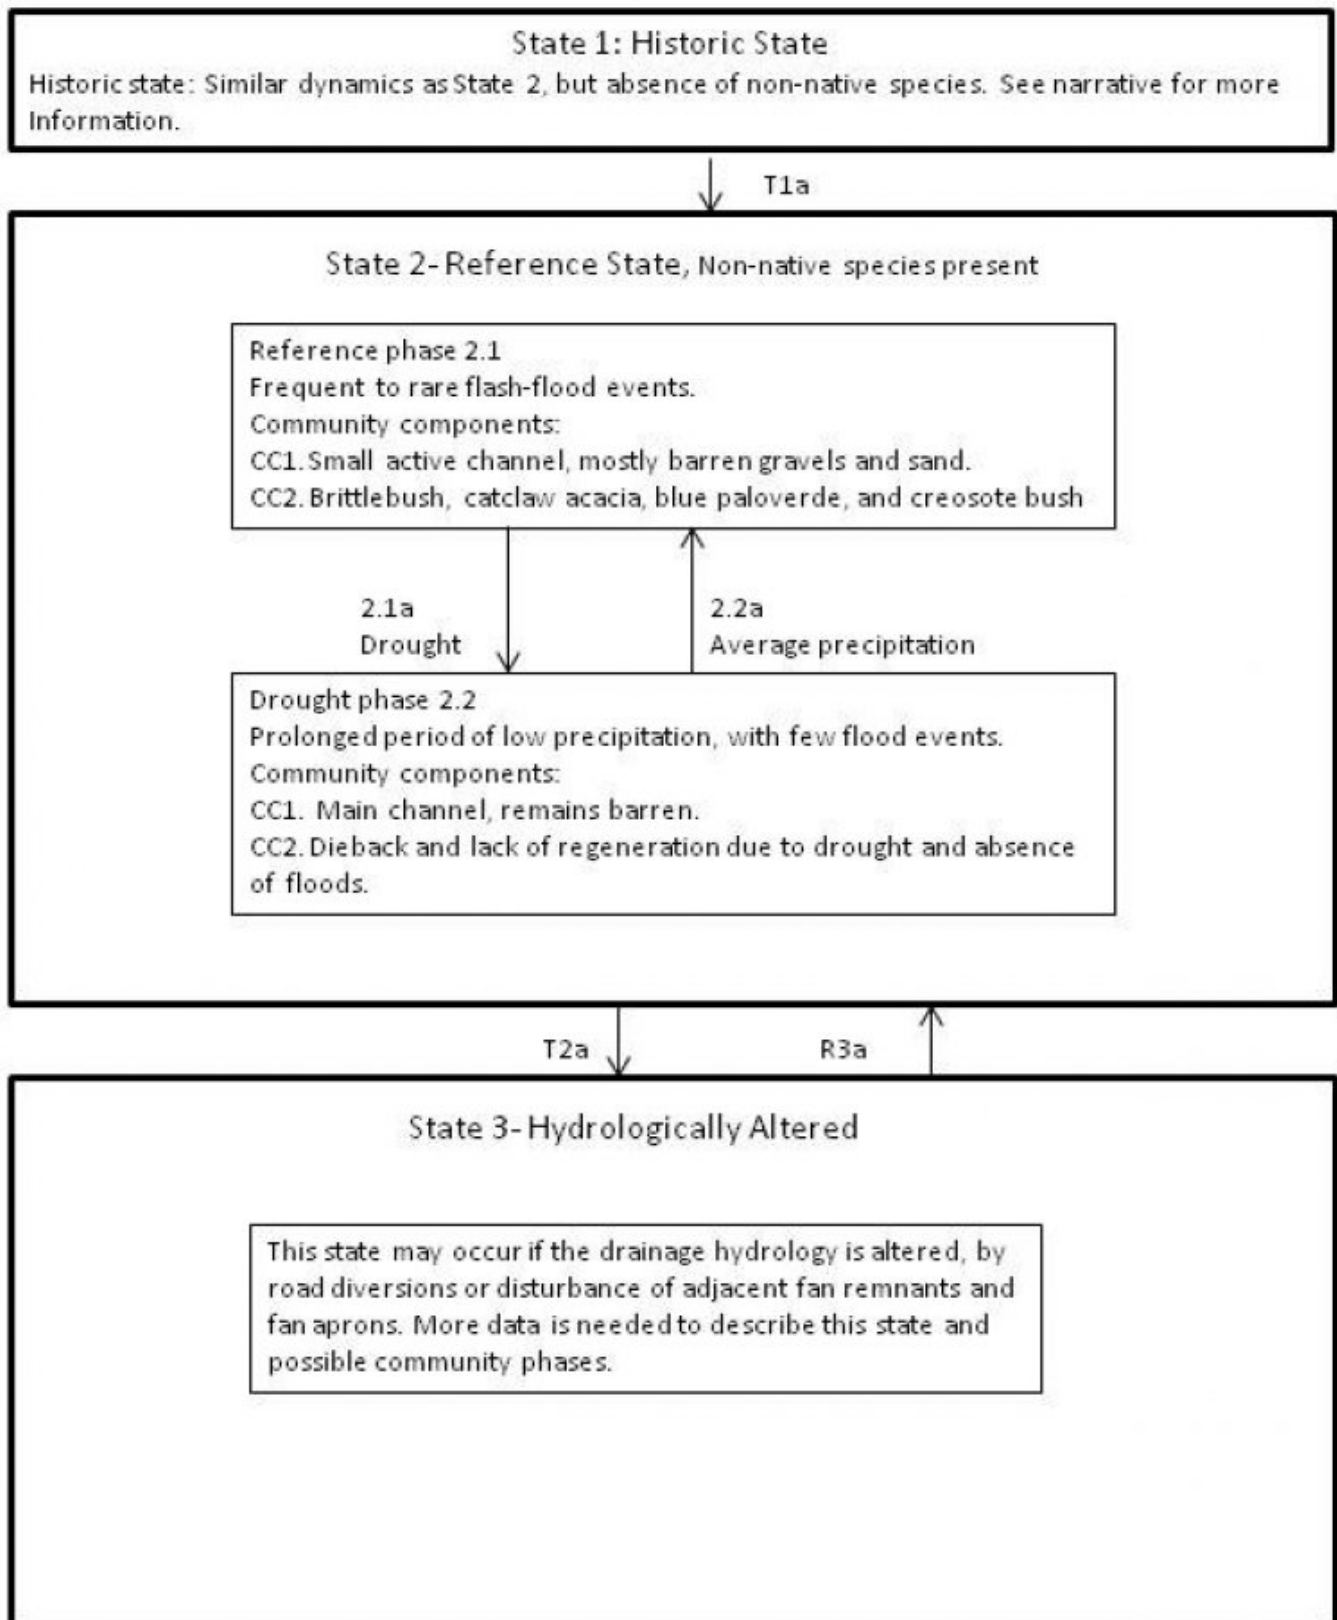 State 1: Historic State
Historic state: Similar dynamics as State 2, but absence of non-native species. See narrative for more
Information.
T1a
State 2- Reference State, Non-native species present
Reference phase 2.1
Frequent to rare flash-flood events.
Community components:
CC1. Small active channel, mostly barren gravels and sand.
CC2. Brittlebush, catclaw acacia, blue paloverde, and creosote bush
2.1a
Drought
2.2a
Average precipitation
Drought phase 2.2
Prolonged period of low precipitation, with few flood events.
Community components:
CC1. Main channel, remains barren.
CC2. Dieback and lack of regeneration due to drought and absence
of floods.
T2a
R3a
State 3- Hydrologically Altered
This state may occur if the drainage hydrology is altered, by
road diversions or disturbance of adjacent fan remnants and
fan aprons. More data is needed to describe this state and
possible community phases.